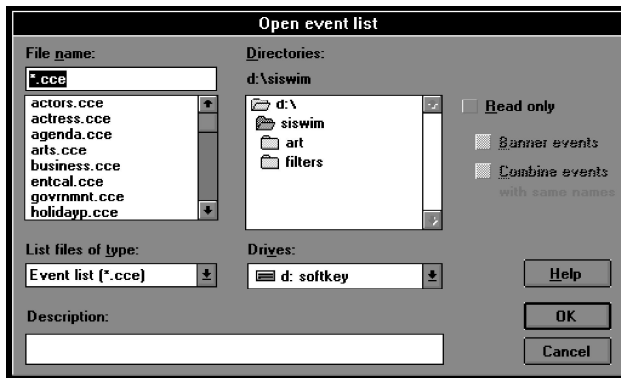 Open event list
File name:
*.cce
actors.cce
actress.cce
agenda.cce
arts.cce
business.cce
entcal.cce
govrnmnt.cce
holidayp.cce
List files of type:
Event list (*.cce)
Directories:
d:\siswim
d:\
siswim
art
filters
Drives:
d: softkey
Read only
Banner events
Combine events
with same names
Description:
Help
OK
Cancel